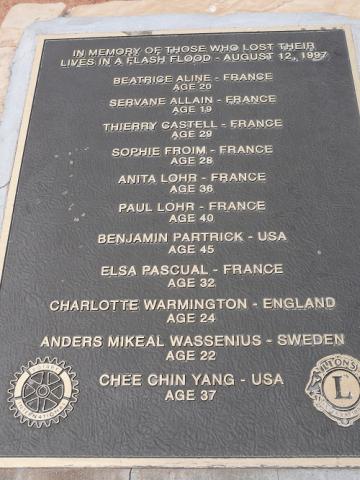 IN MEMORY OF THOSE WHO LOST THEIR
LIVES IN A FLASH FLOOD - AUGUST 12, 1997
BEATRICE ALINE - FRANCE
AGE 20
SERVANE ALLAIN - FRANCE
AGE 19
THIERRY CASTELL - FRANCE
AGE 29
SOPHIE FROIM - FRANCE
AGE 28
ANITA LOHR - FRANCE
AGE 36
PAUL LOHR - FRANCE
AGE 40
BENJAMIN PARTRICK - USA
AGE 45
ELSA PASCUAL - FRANCE
AGE 32
CHARLOTTE WARMINGTON - ENGLAND
AGE 24
ANDERS MIKEAL WASSENIUS - SWEDEN
AGE 22
CHEE CHIN YANG - USA
AGE 37
ROTARY
INTERNATIONAL
LIONS
L